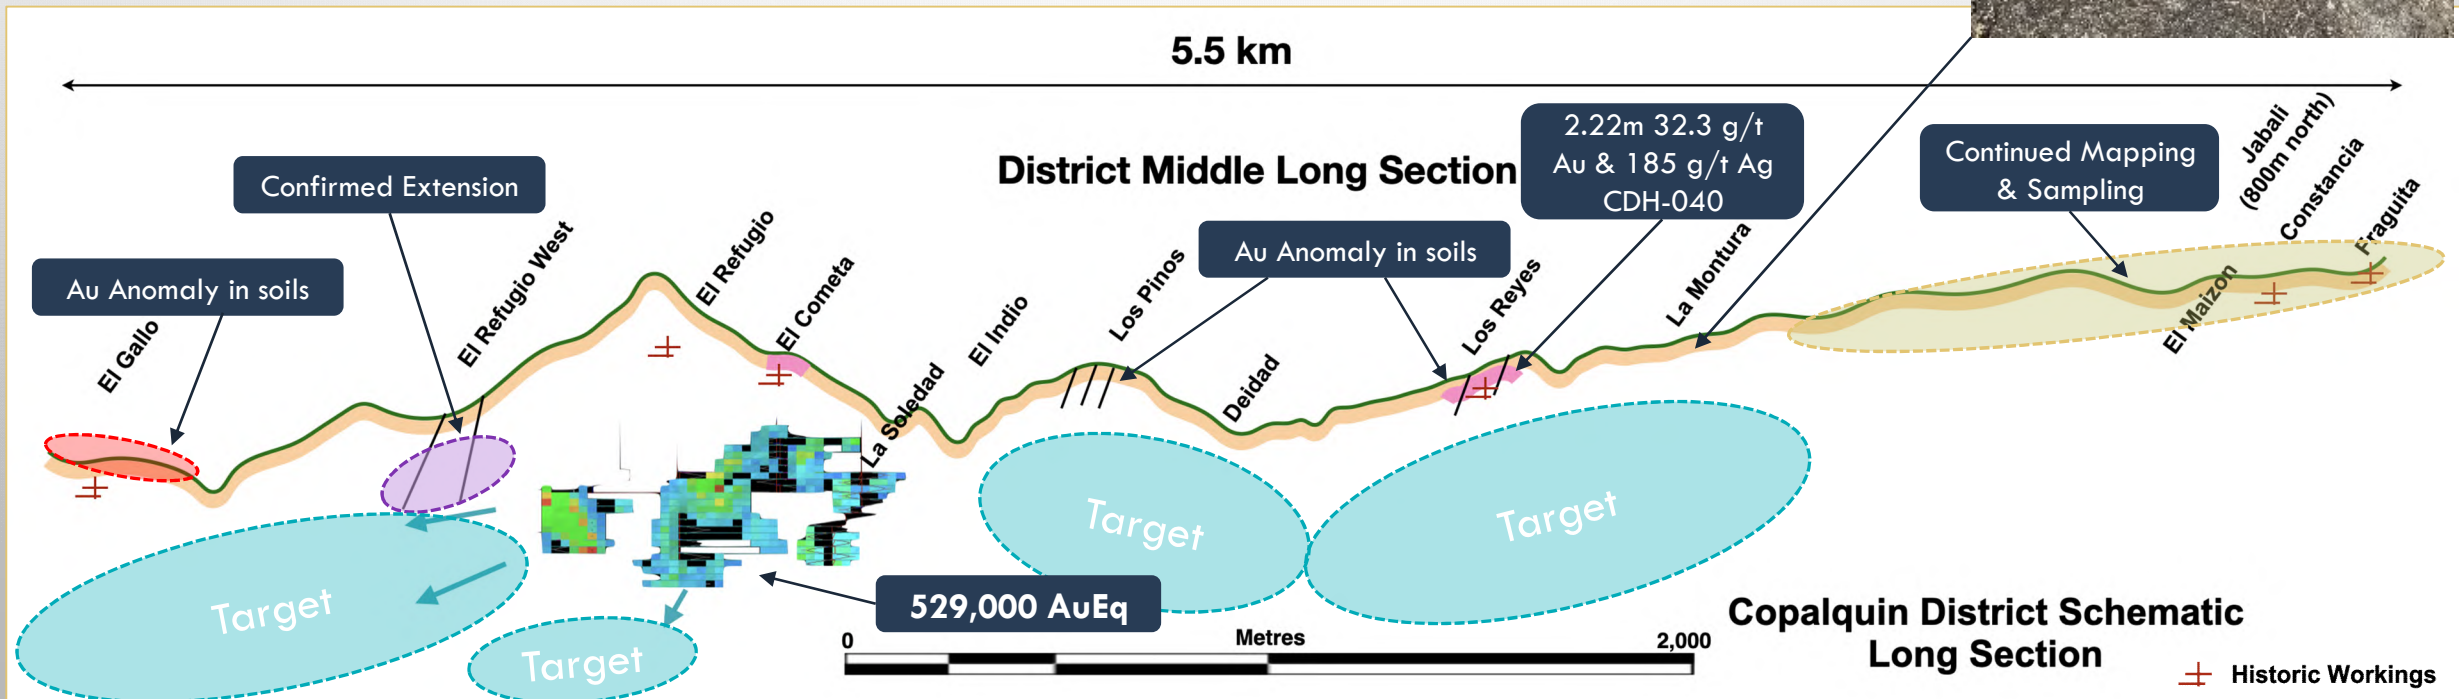 5.5 km
District Middle Long Section
2.22m 32.3 g/t
Au & 185 g/t Ag
CDH-040
Continued Mapping
& Sampling
Confirmed Extension
Au Anomaly in soils
Au Anomaly in soils
El Gallo
El Refugio West
El Refugio
El Cometa
La Soledad
El Indio
Los Pinos
Deidad
Los Reyes
La Montura
El Maizon
Jabali
(800m north)
Constancia
Fraguita
Target
Target
Target
Target
529,000 AuEq
0
Metres
2,000
Copalquin District Schematic
Long Section
Historic Workings